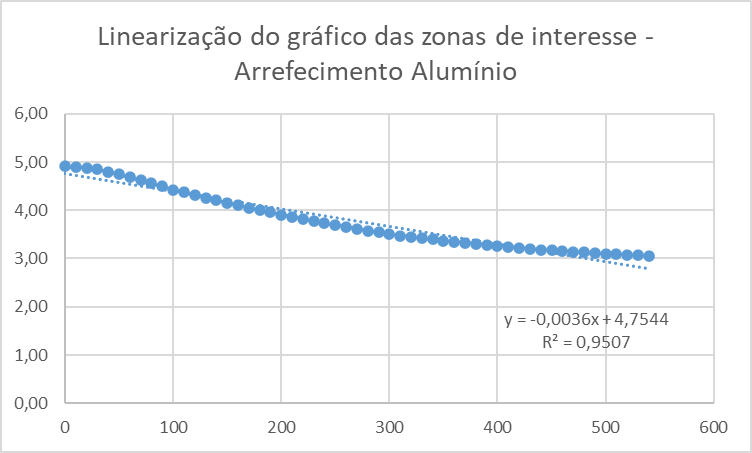 Linearização do gráfico das zonas de interesse -
Arrefecimento Alumínio
6,00
5,00
4,00
3,00
2,00
1,00
0,00
y = -0,0036x + 4,7544
R² = 0,9507
0 100 200 300 400 500 600